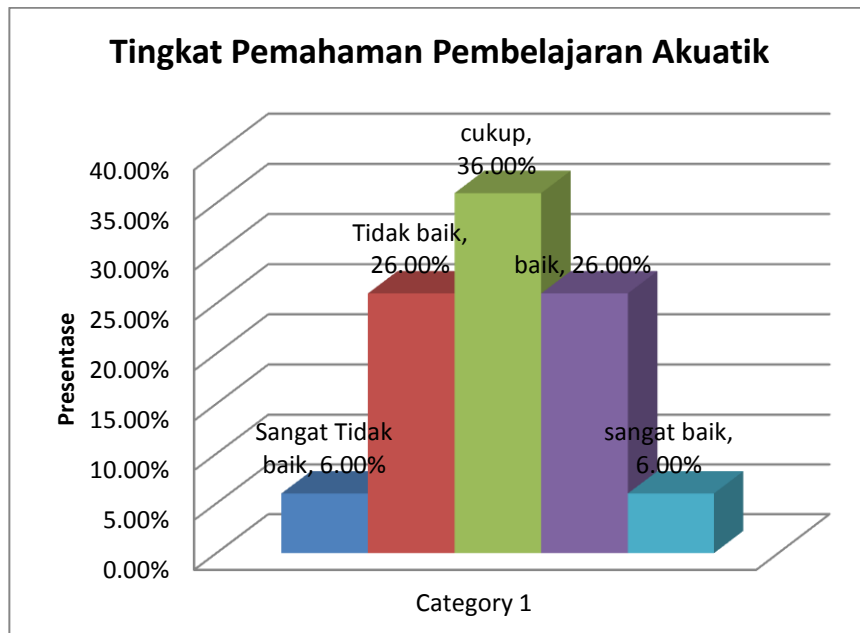 Tingkat Pemahaman Pembelajaran Akuatik
Presentase
40.00%
35.00%
30.00%
25.00%
20.00%
15.00%
10.00%
5.00%
0.00%
Sangat Tidak
baik, 6.00%
Tidak baik,
26.00%
cukup,
36.00%
baik, 26.00%
sangat baik,
6.00%
Category 1